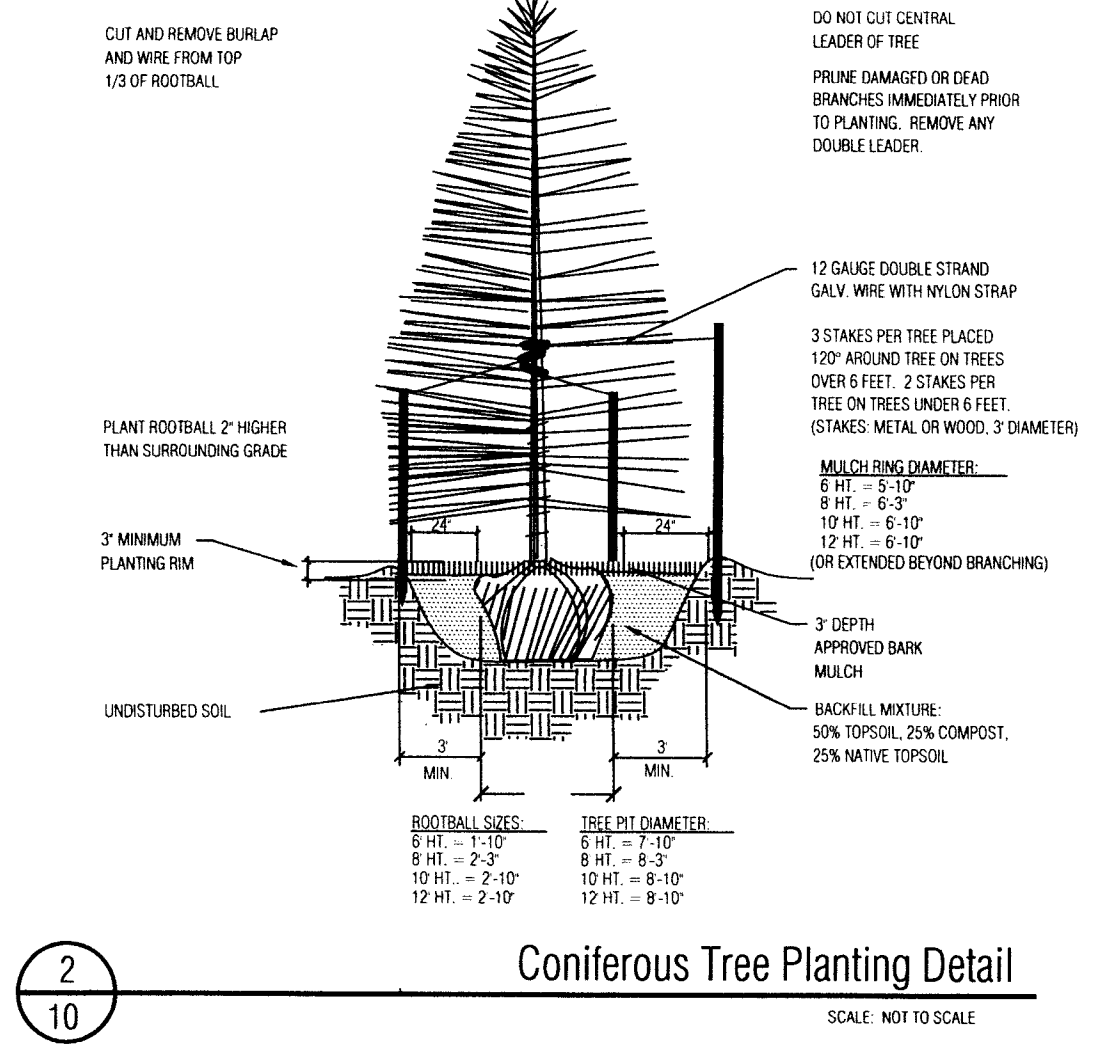 CUT AND REMOVE BURLAP
AND WIRE FROM TOP
1/3 OF ROOTBALL
DO NOT CUT CENTRAL
LEADER OF TREE
PRUNE DAMAGED OR DEAD
BRANCHES IMMEDIATELY PRIOR
TO PLANTING. REMOVE ANY
DOUBLE LEADER.
12 GAUGE DOUBLE STRAND
GALV. WIRE WITH NYLON STRAP
3 STAKES PER TREE PLACED
120° AROUND TREE ON TREES
OVER 6 FEET. 2 STAKES PER
TREE ON TREES UNDER 6 FEET.
(STAKES: METAL OR WOOD, 3" DIAMETER)
PLANT ROOTBALL 2" HIGHER
THAN SURROUNDING GRADE
MULCH RING DIAMETER:
6' HT. = 5'-10"
8' HT. = 6'-3"
10' HT. = 6'-10"
12' HT. = 6'-10"
(OR EXTENDED BEYOND BRANCHING)
24"
24"
3" MINIMUM
PLANTING RIM
3" DEPTH
APPROVED BARK
MULCH
UNDISTURBED SOIL
BACKFILL MIXTURE:
50% TOPSOIL, 25% COMPOST,
25% NATIVE TOPSOIL
3'
MIN.
3'
MIN.
ROOTBALL SIZES:
6' HT. = 1'-10"
8' HT. = 2'-3"
10' HT.. = 2'-10"
12' HT. = 2'-10"
TREE PIT DIAMETER:
6' HT. = 7'-10"
8' HT. = 8'-3"
10' HT. = 8'-10"
12' HT. = 8'-10"
2
10
Coniferous Tree Planting Detail
SCALE: NOT TO SCALE